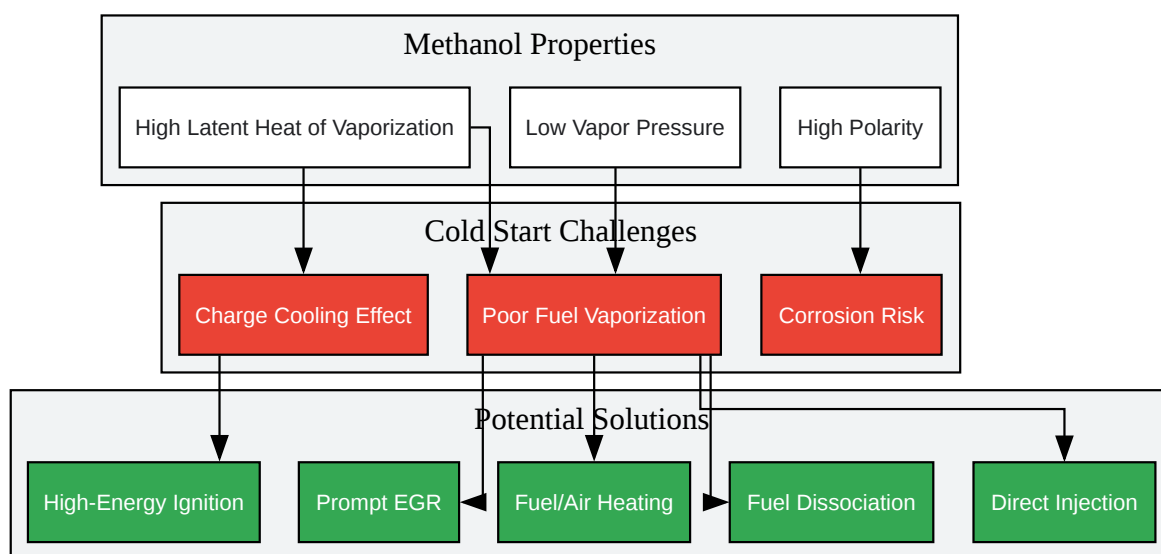 Methanol Properties
High Latent Heat of Vaporization
Low Vapor Pressure
High Polarity
Cold Start Challenges
Charge Cooling Effect
Poor Fuel Vaporization
Corrosion Risk
Potential Solutions
High-Energy Ignition
Prompt EGR
Fuel/Air Heating
Fuel Dissociation
Direct Injection